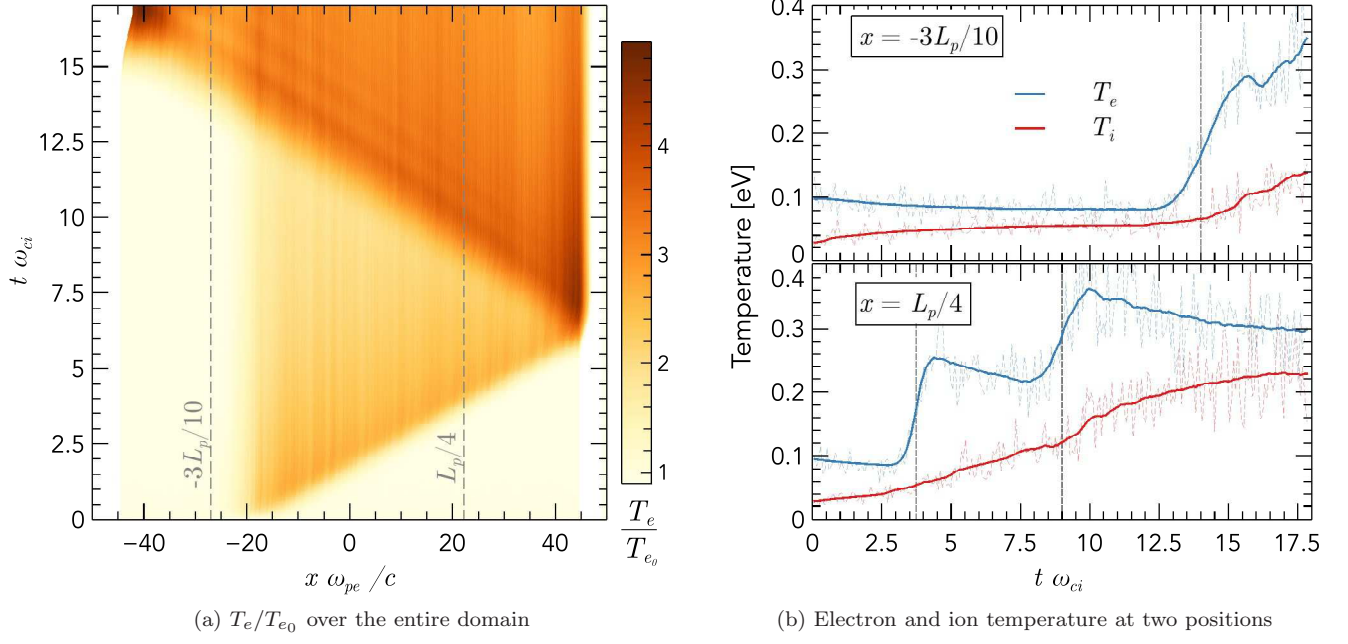 15
12.5
10
7.5
5
2.5
0
t ω_ci
-3L_p/10
L_p/4
−40
−20
0
20
40
x ω_pe /c
4
3
2
1
T_e
T_e_0
(a) T_e/T_e_0 over the entire domain
Temperature [eV]
0.4
0.3
0.2
0.1
0
x = -3L_p/10
T_e
T_i
0.4
0.3
0.2
0.1
0
x = L_p/4
0
2.5
5
7.5
10
12.5
15
17.5
t ω_ci
(b) Electron and ion temperature at two positions